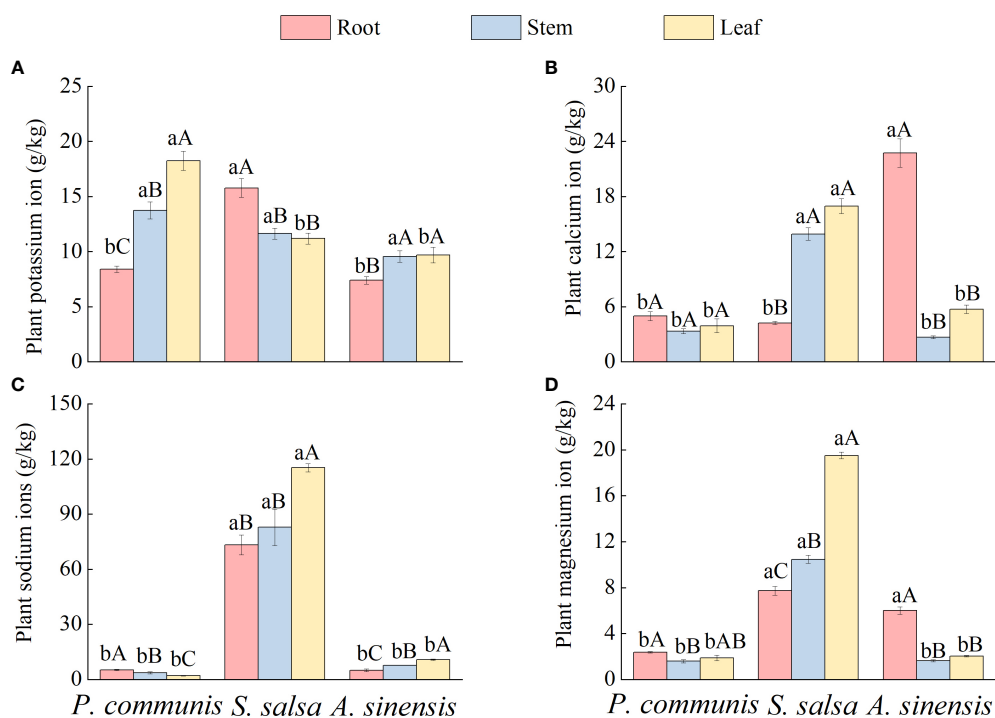 Root Stem Leaf
A
Plant potassium ion (g/kg)
25
20
15
10
5
0
bC aB aA
aA aB bB
bB aA bA
B
Plant calcium ion (g/kg)
30
24
18
12
6
0
bA bA bA
bB aA aA
aA bB bB
C
Plant sodium ions (g/kg)
150
120
90
60
30
0
bA bB bC
aB aB aA
bC bB bA
P. communis S. salsa A. sinensis
D
Plant magnesium ion (g/kg)
24
20
16
12
8
4
0
bA bB bAB
aC aB aA
aA bB bB
P. communis S. salsa A. sinensis